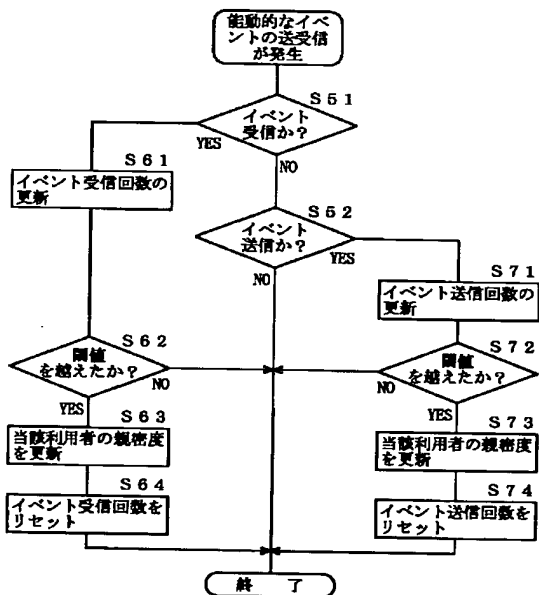 能動的なイベ
ントの送受信
が発生
S51
イベント
受信か?
YES
NO
S61
イベント受信回数の
更新
S52
イベント
送信か?
YES
NO
S71
イベント送信回数の
更新
S62
閾値
を越えたか?
NO
YES
S72
閾値
を越えたか?
NO
YES
S63
当該利用者の親密度
を更新
S73
当該利用者の親密度
を更新
S64
イベント受信回数を
リセット
S74
イベント送信回数を
リセット
終 了